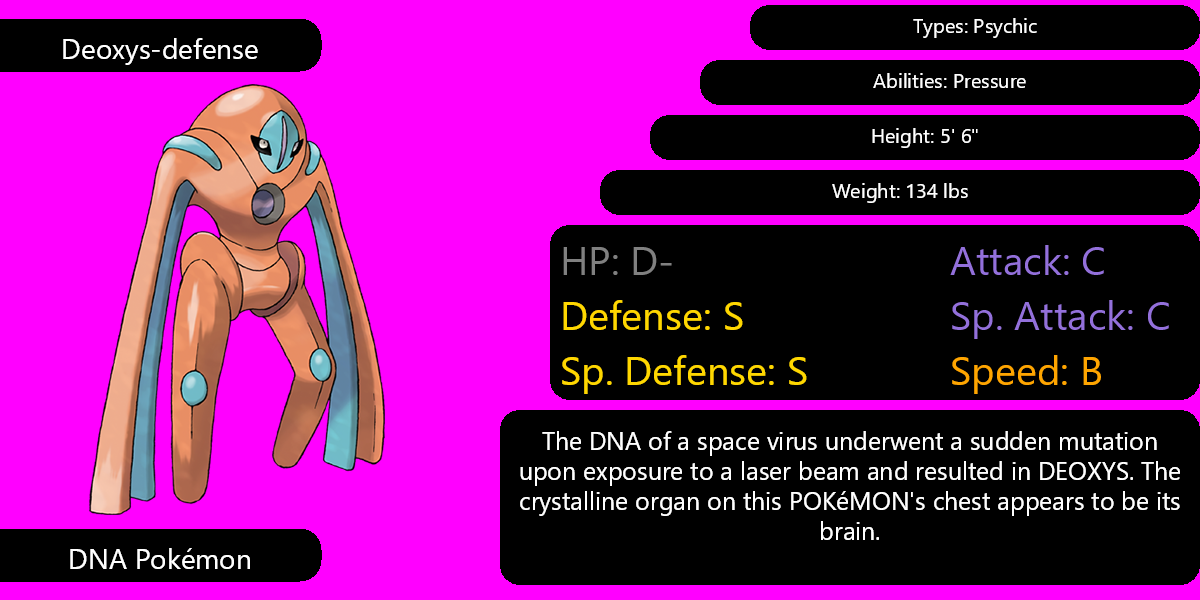 Deoxys-defense
Types: Psychic
Abilities: Pressure
Height: 5' 6"
Weight: 134 lbs
HP: D-
Attack: C
Defense: S
Sp. Attack: C
Sp. Defense: S
Speed: B
The DNA of a space virus underwent a sudden mutation
upon exposure to a laser beam and resulted in DEOXYS. The
crystalline organ on this POKéMON's chest appears to be its
brain.
DNA Pokémon